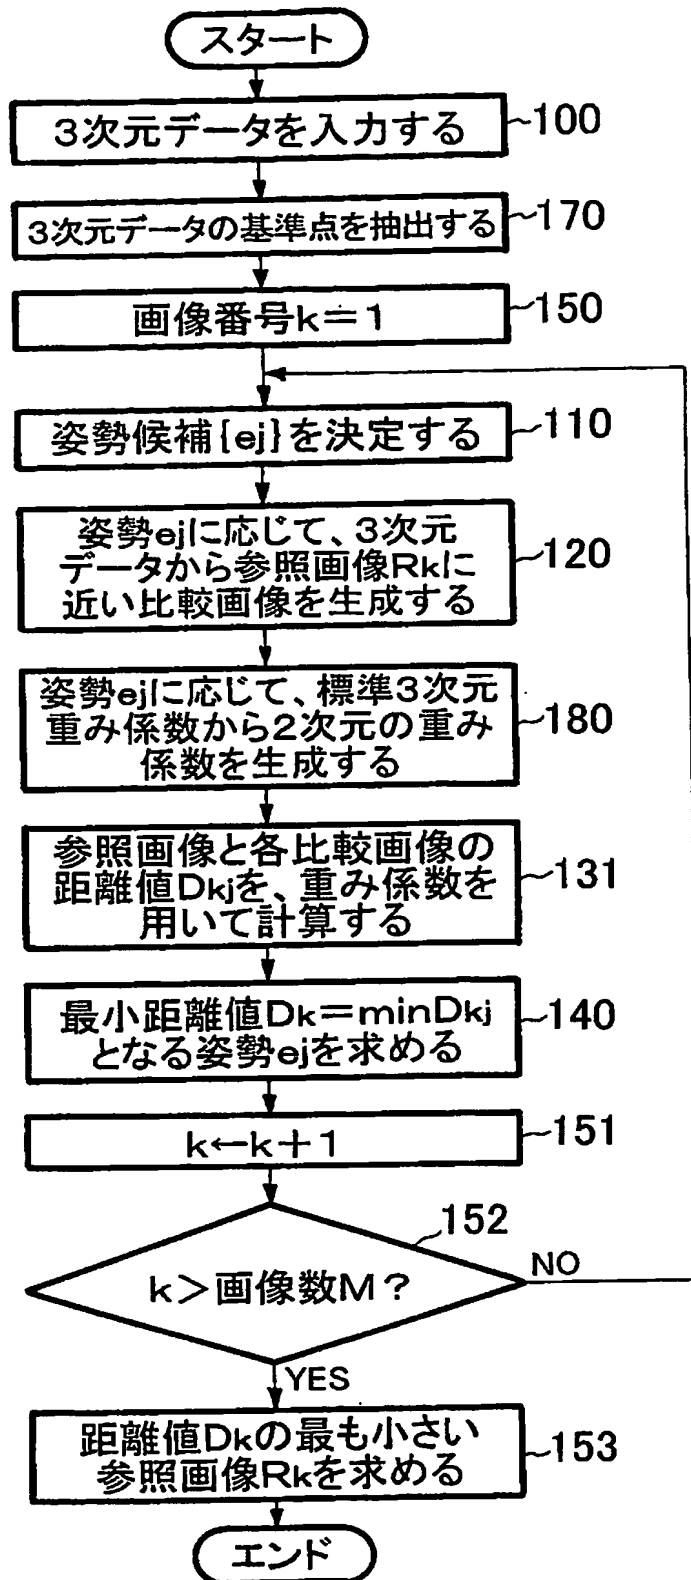 スタート
3次元データを入力する
100
3次元データの基準点を抽出する
170
画像番号k=1
150
姿勢候補{ej}を決定する
110
姿勢ejに応じて、3次元
データから参照画像Rkに
近い比較画像を生成する
120
姿勢ejに応じて、標準3次元
重み係数から2次元の重み
係数を生成する
180
参照画像と各比較画像の
距離値Dkjを、重み係数を
用いて計算する
131
最小距離値Dk=minDkj
となる姿勢ejを求める
140
k←k+1
151
152
k>画像数M?
NO
YES
距離値Dkの最も小さい
参照画像Rkを求める
153
エンド